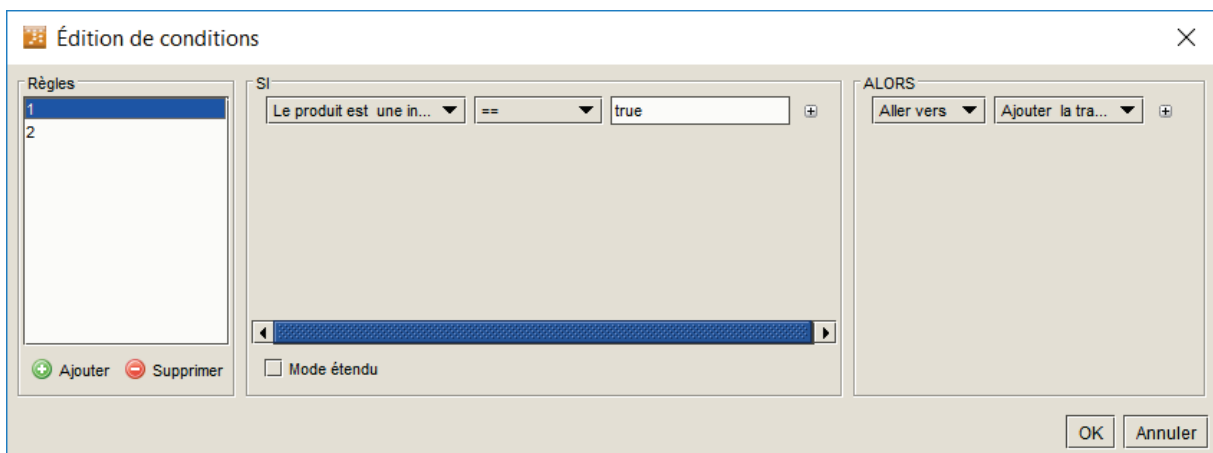 Édition de conditions
Règles
1
2
Ajouter Supprimer
SI
Le produit est une in... == true
Mode étendu
ALORS
Aller vers Ajouter la tra...
OK Annuler